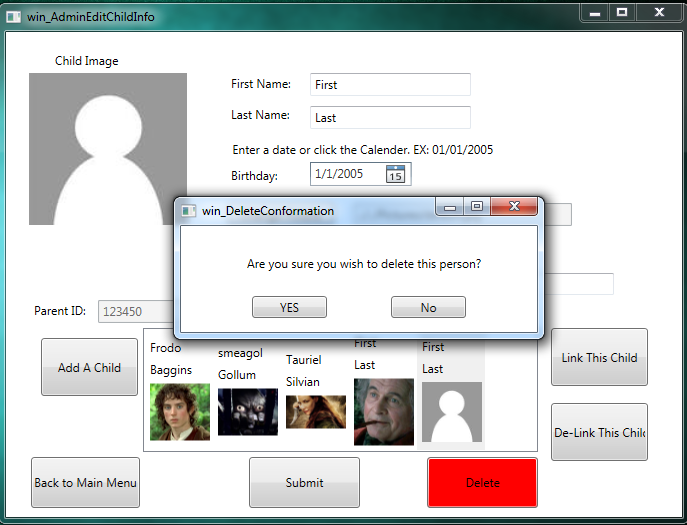 win_AdminEditChildInfo
Child Image
First Name:
First
Last Name:
Last
Enter a date or click the Calender. EX: 01/01/2005
Birthday:
1/1/2005
15
win_DeleteConformation
Are you sure you wish to delete this person?
YES
No
Parent ID:
123450
Add A Child
Frodo
Baggins
smeagol
Gollum
Tauriel
Silvian
First
Last
First
Last
Link This Child
De-Link This Child
Back to Main Menu
Submit
Delete